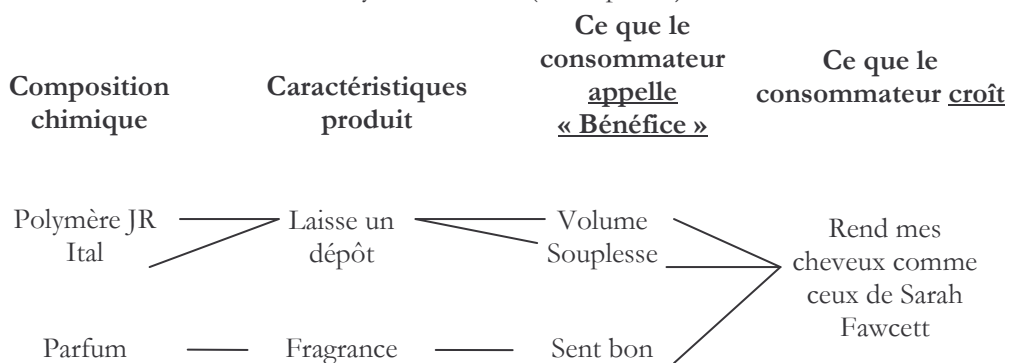 Composition
chimique
Caractéristiques
produit
Ce que le
consommateur
appelle
« Bénéfice »
Ce que le
consommateur croît
Polymère JR
Ital
Laisse un
dépôt
Volume
Souplesse
Rend mes
cheveux comme
ceux de Sarah
Fawcett
Parfum
Fragrance
Sent bon